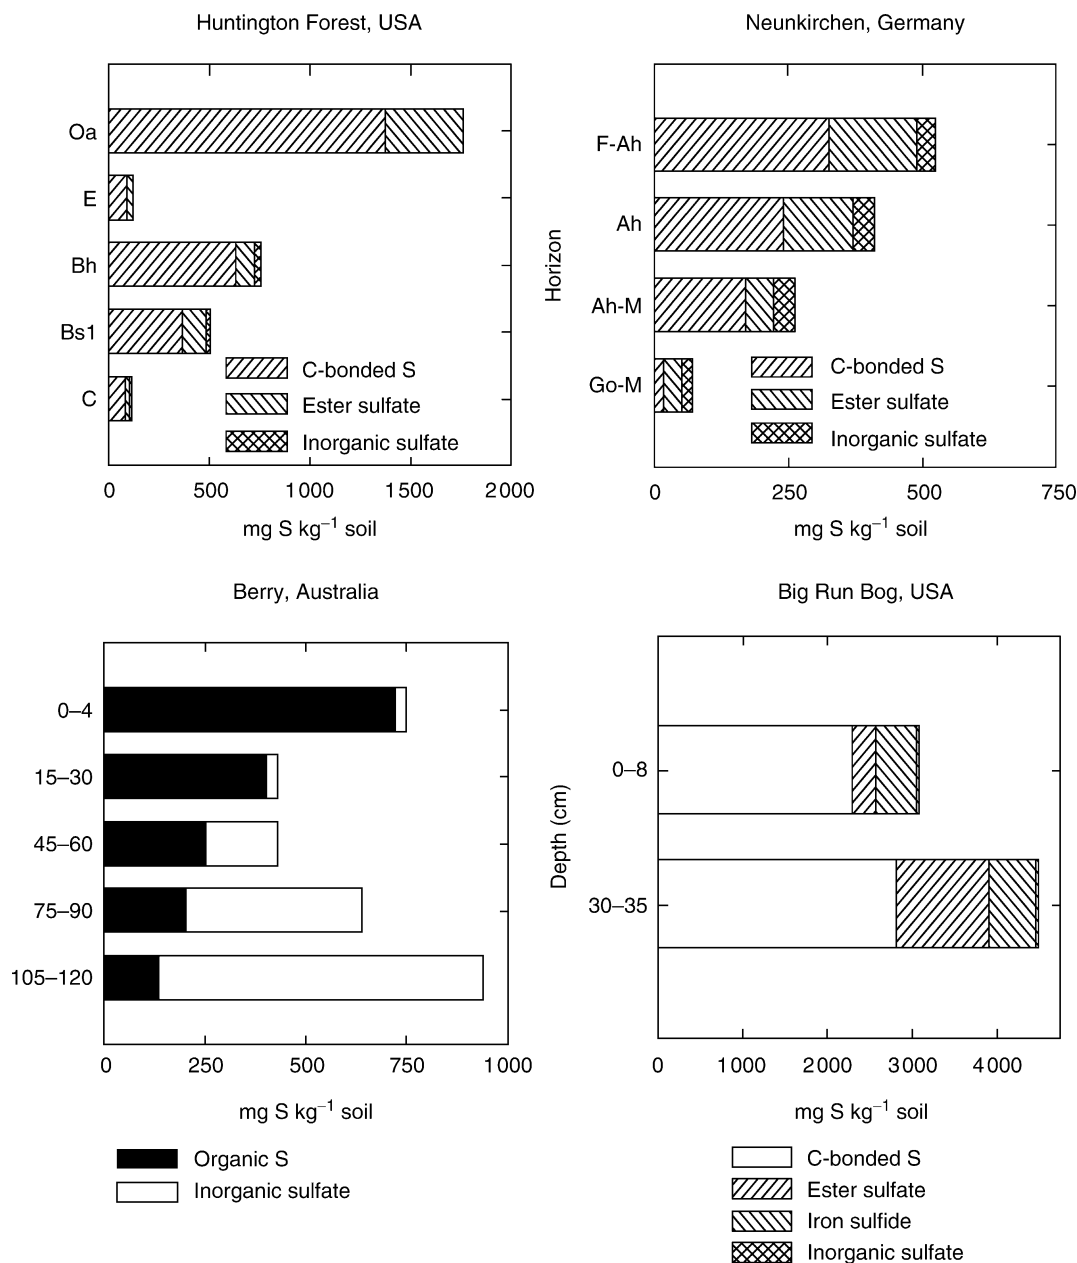 Huntington Forest, USA
Oa
E
Bh
Bs1
C
C-bonded S
Ester sulfate
Inorganic sulfate
0 500 1000 1500 2000
mg S kg⁻¹ soil
Neunkirchen, Germany
Horizon
F-Ah
Ah
Ah-M
Go-M
C-bonded S
Ester sulfate
Inorganic sulfate
0 250 500 750
mg S kg⁻¹ soil
Berry, Australia
0–4
15–30
45–60
75–90
105–120
0 250 500 750 1000
mg S kg⁻¹ soil
Organic S
Inorganic sulfate
Big Run Bog, USA
Depth (cm)
0–8
30–35
0 1000 2000 3000 4000
mg S kg⁻¹ soil
C-bonded S
Ester sulfate
Iron sulfide
Inorganic sulfate